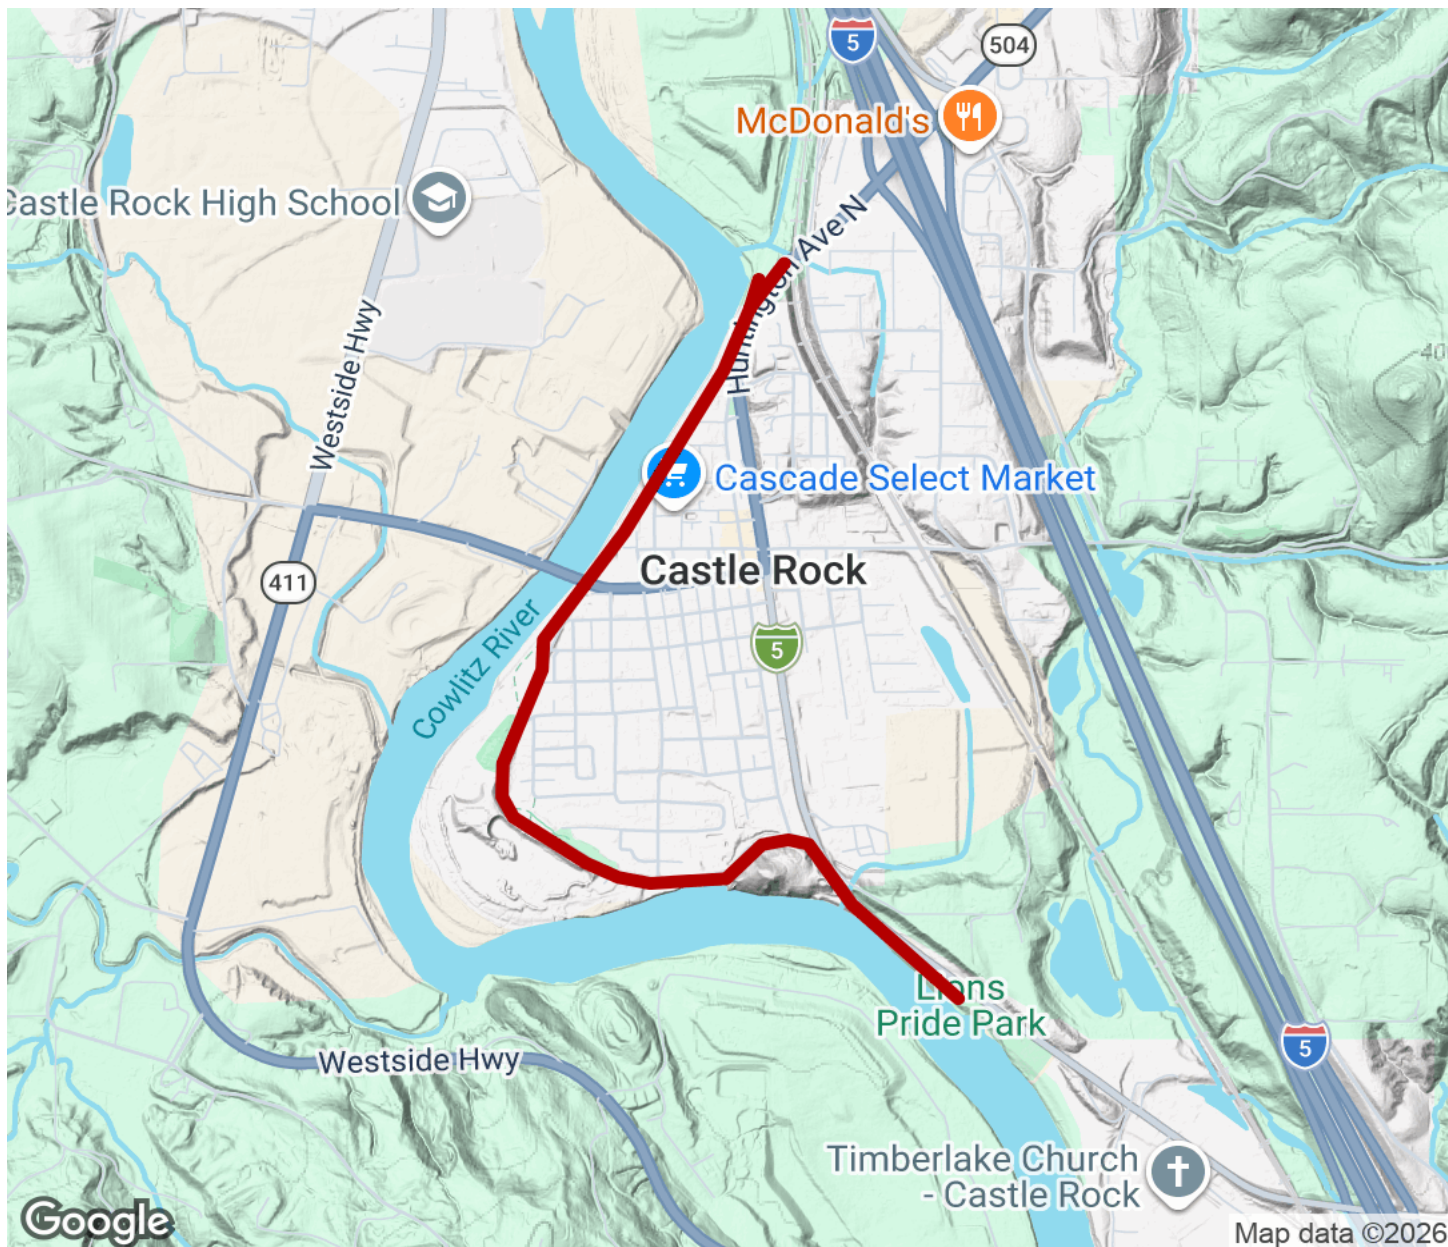 5
504
McDonald's
Castle Rock High School
Huntington Ave N
Westside Hwy
40
Cascade Select Market
Castle Rock
411
Cowlitz River
5
Lions
Pride Park
5
Westside Hwy
Timberlake Church
- Castle Rock
Google
Map data ©2026